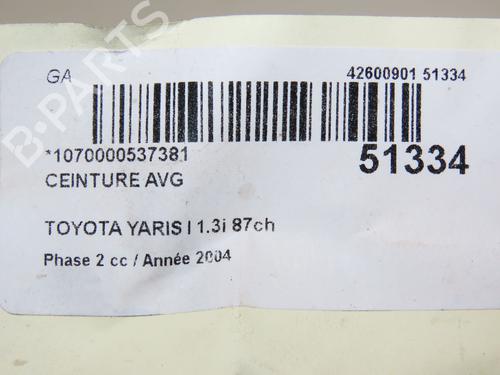 GA
42600901 51334
*1070000537381
51334
CEINTURE AVG
TOYOTA YARIS I 1.3i 87ch
Phase 2 cc / Année 2004
B-PARTS